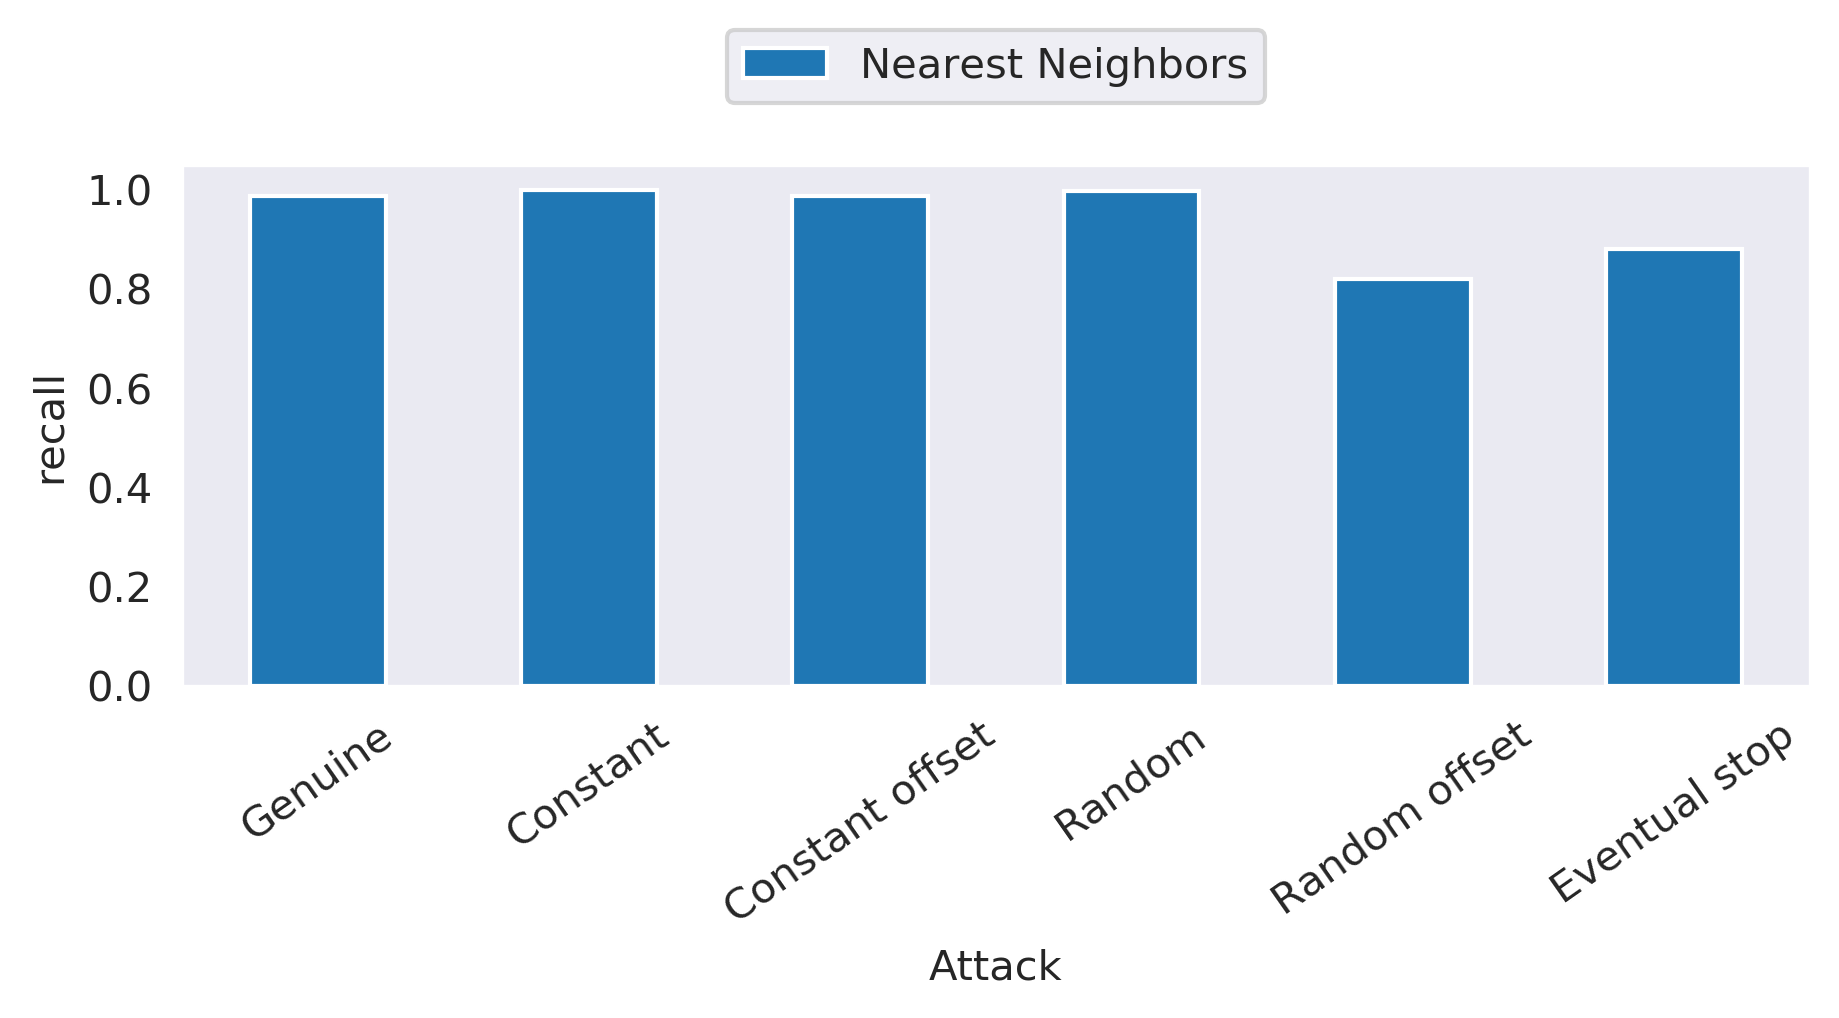 Nearest Neighbors
1.0
0.8
0.6
0.4
0.2
0.0
recall
Genuine
Constant
Constant offset
Random
Random offset
Eventual stop
Attack